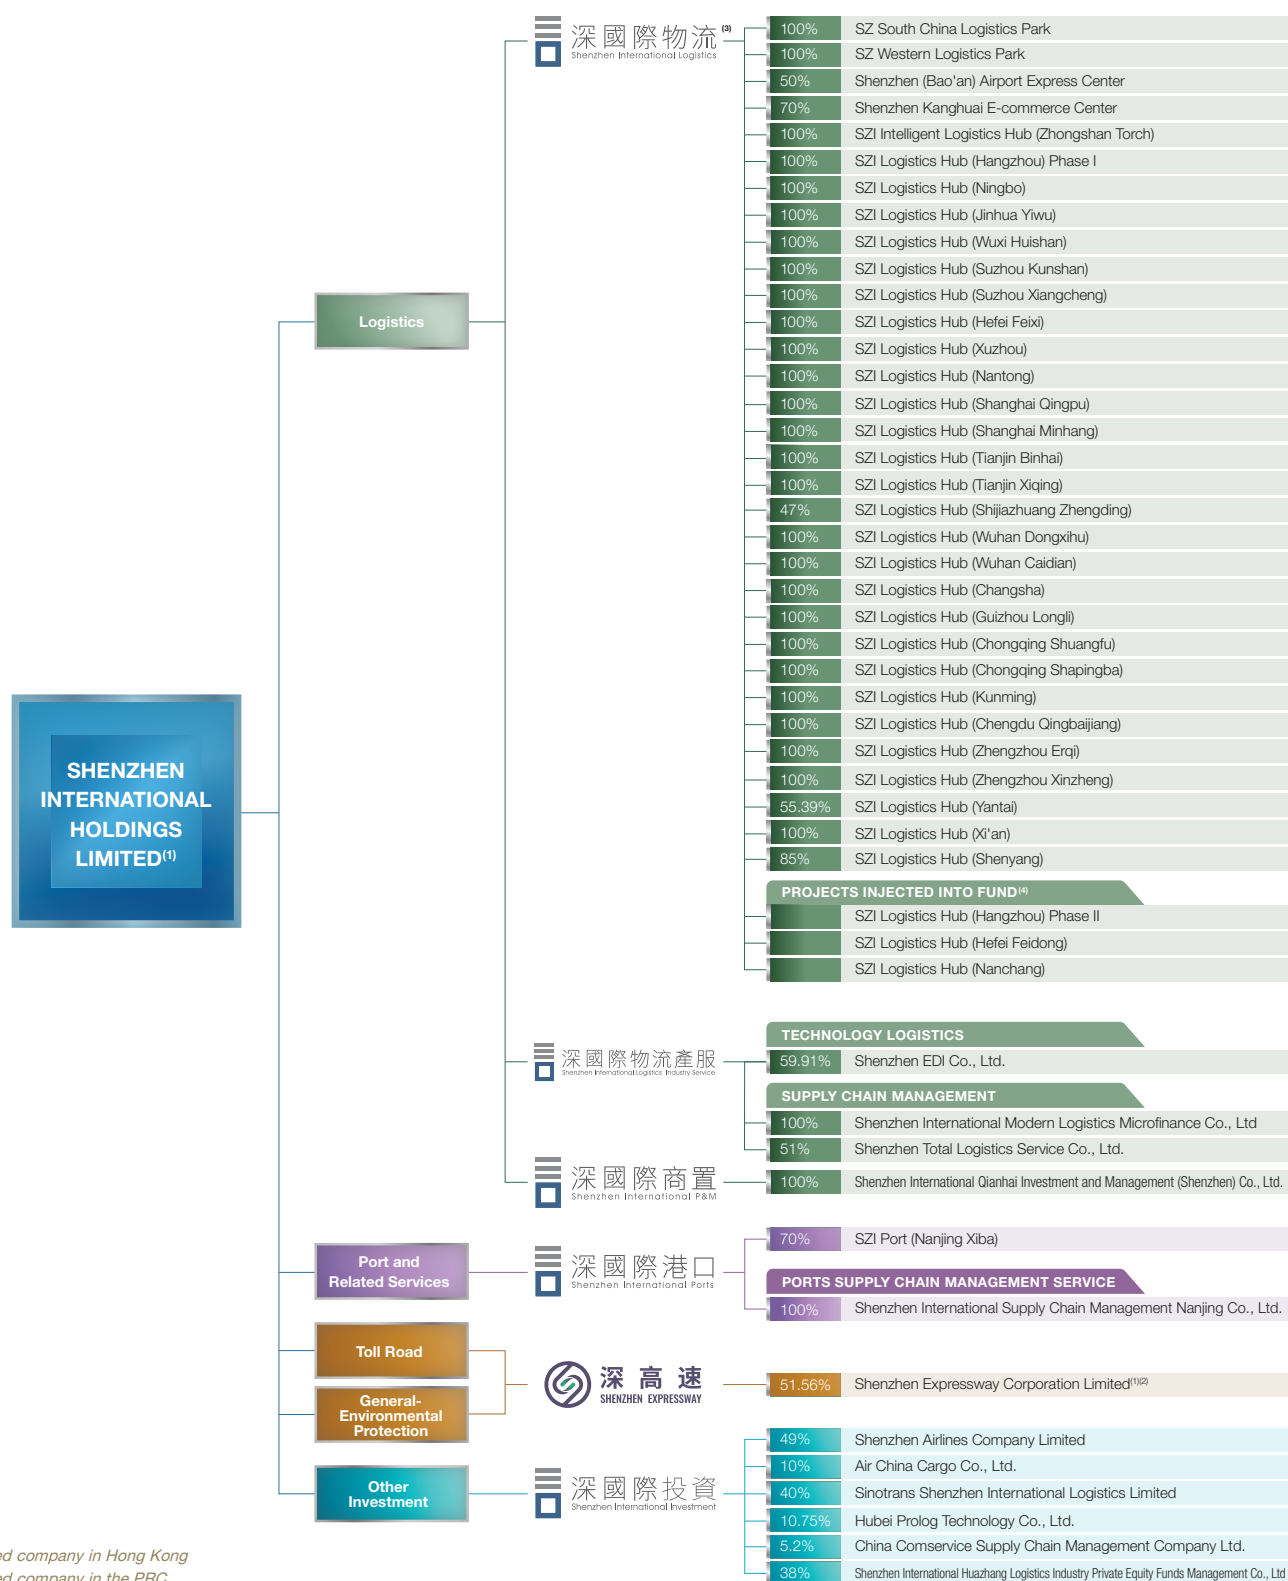 深國際物流(3)
Shenzhen International Logistics
100% SZ South China Logistics Park
100% SZ Western Logistics Park
50% Shenzhen (Bao'an) Airport Express Center
70% Shenzhen Kanghuai E-commerce Center
100% SZI Intelligent Logistics Hub (Zhongshan Torch)
100% SZI Logistics Hub (Hangzhou) Phase I
100% SZI Logistics Hub (Ningbo)
100% SZI Logistics Hub (Jinhua Yiwu)
100% SZI Logistics Hub (Wuxi Huishan)
100% SZI Logistics Hub (Suzhou Kunshan)
100% SZI Logistics Hub (Suzhou Xiangcheng)
100% SZI Logistics Hub (Hefei Feixi)
100% SZI Logistics Hub (Xuzhou)
100% SZI Logistics Hub (Nantong)
100% SZI Logistics Hub (Shanghai Qingpu)
100% SZI Logistics Hub (Shanghai Minhang)
100% SZI Logistics Hub (Tianjin Binhai)
100% SZI Logistics Hub (Tianjin Xiqing)
47% SZI Logistics Hub (Shijiazhuang Zhengding)
100% SZI Logistics Hub (Wuhan Dongxihu)
100% SZI Logistics Hub (Wuhan Caidian)
100% SZI Logistics Hub (Changsha)
100% SZI Logistics Hub (Guizhou Longli)
100% SZI Logistics Hub (Chongqing Shuangfu)
100% SZI Logistics Hub (Chongqing Shapingba)
100% SZI Logistics Hub (Kunming)
100% SZI Logistics Hub (Chengdu Qingbaijiang)
100% SZI Logistics Hub (Zhengzhou Erqi)
100% SZI Logistics Hub (Zhengzhou Xinzheng)
55.39% SZI Logistics Hub (Yantai)
100% SZI Logistics Hub (Xi'an)
85% SZI Logistics Hub (Shenyang)
PROJECTS INJECTED INTO FUND(4)
SZI Logistics Hub (Hangzhou) Phase II
SZI Logistics Hub (Hefei Feidong)
SZI Logistics Hub (Nanchang)
Logistics
SHENZHEN
INTERNATIONAL
HOLDINGS
LIMITED(1)
深國際物流產服
Shenzhen International Logistics Industry Service
TECHNOLOGY LOGISTICS
59.91% Shenzhen EDI Co., Ltd.
SUPPLY CHAIN MANAGEMENT
100% Shenzhen International Modern Logistics Microfinance Co., Ltd
51% Shenzhen Total Logistics Service Co., Ltd.
深國際商置
Shenzhen International P&M
100% Shenzhen International Qianhai Investment and Management (Shenzhen) Co., Ltd.
Port and
Related Services
深國際港口
Shenzhen International Ports
70% SZI Port (Nanjing Xiba)
PORTS SUPPLY CHAIN MANAGEMENT SERVICE
100% Shenzhen International Supply Chain Management Nanjing Co., Ltd.
Toll Road
General-
Environmental
Protection
深高速
SHENZHEN EXPRESSWAY
51.56% Shenzhen Expressway Corporation Limited(1)(2)
Other
Investment
深國際投資
Shenzhen International Investment
49% Shenzhen Airlines Company Limited
10% Air China Cargo Co., Ltd.
40% Sinotrans Shenzhen International Logistics Limited
10.75% Hubei Prolog Technology Co., Ltd.
5.2% China Comservice Supply Chain Management Company Ltd.
38% Shenzhen International Huazhang Logistics Industry Private Equity Funds Management Co., Ltd
ed company in Hong Kong
ed company in the PRC